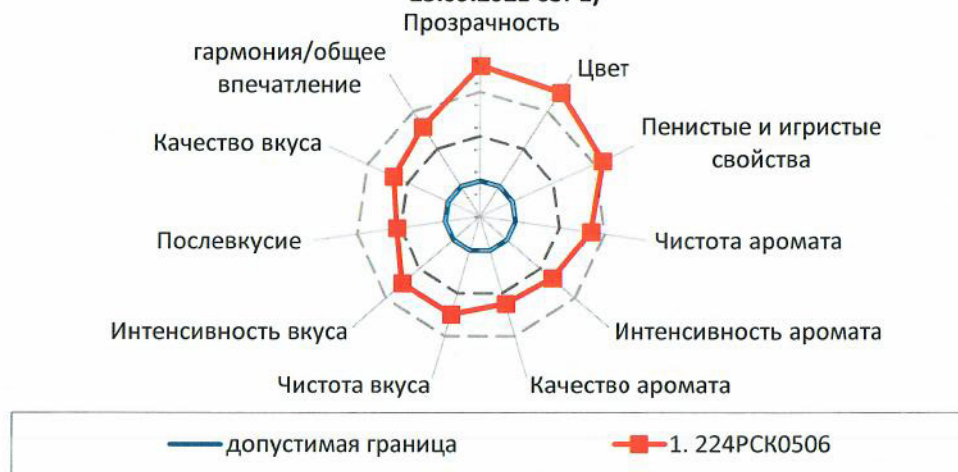 Прозрачность
Цвет
гармония/общее
впечатление
Пенистые и игристые
свойства
Качество вкуса
Послевкусие
Чистота аромата
Интенсивность вкуса
Интенсивность аромата
Чистота вкуса
Качество аромата
допустимая граница
1. 224РСК0506